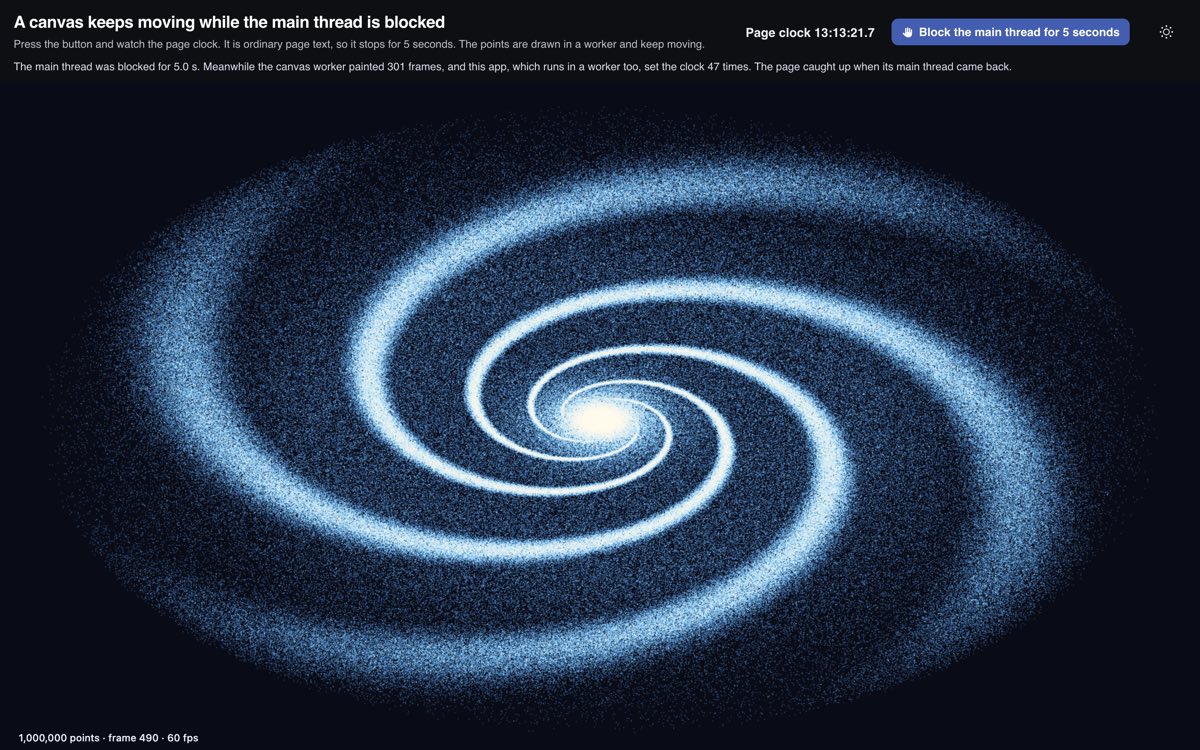 A canvas keeps moving while the main thread is blocked
Press the button and watch the page clock. It is ordinary page text, so it stops for 5 seconds. The points are drawn in a worker and keep moving.
Page clock 13:13:21.7
Block the main thread for 5 seconds
The main thread was blocked for 5.0 s. Meanwhile the canvas worker painted 301 frames, and this app, which runs in a worker too, set the clock 47 times. The page caught up when its main thread came back.
1,000,000 points · frame 490 · 60 fps